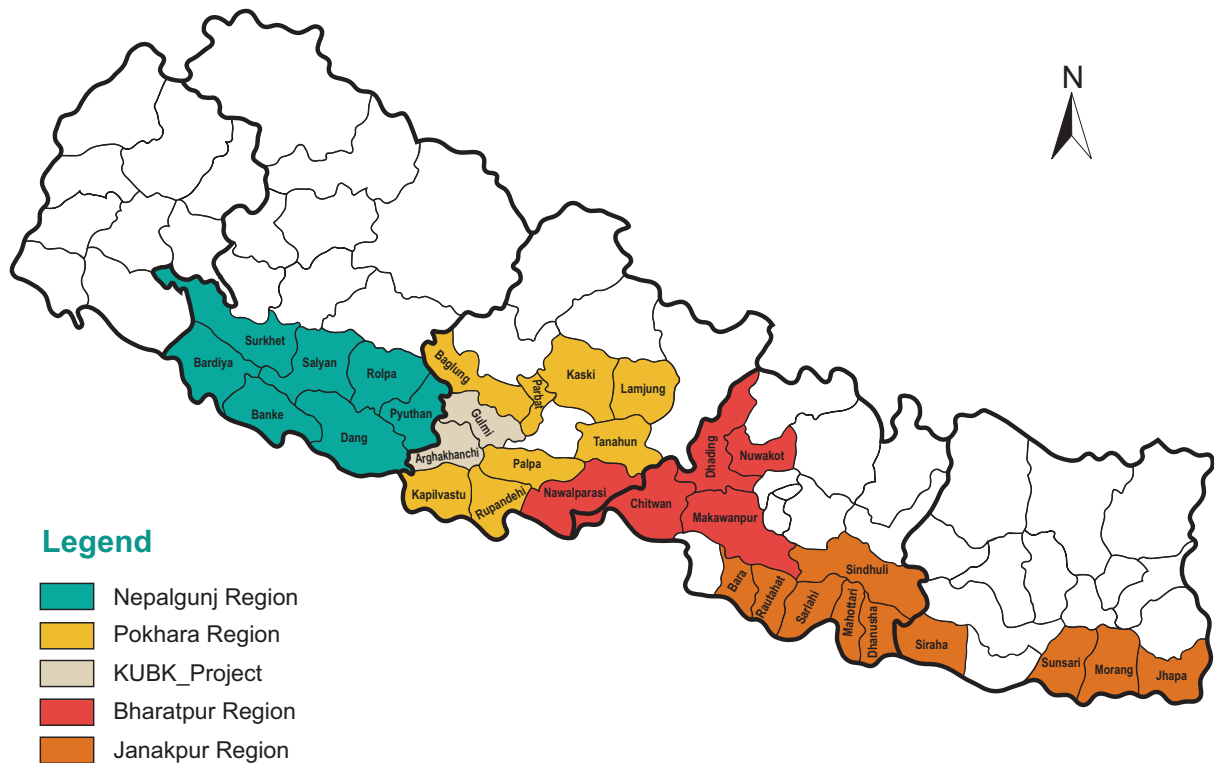 N
Surkhet
Bardiya
Salyan
Rolpa
Banke
Pyuthan
Dang
Baglung
Parbat
Kaski
Lamjung
Gulmi
Arghakhanchi
Tanahun
Palpa
Kapilvastu
Rupandehi
Nawalparasi
Dhading
Nuwakot
Chitwan
Makawanpur
Bara
Rautahat
Sarlahi
Sindhuli
Mahottari
Dhanusha
Siraha
Sunsari
Morang
Jhapa
Legend
Nepalgunj Region
Pokhara Region
KUBK_Project
Bharatpur Region
Janakpur Region